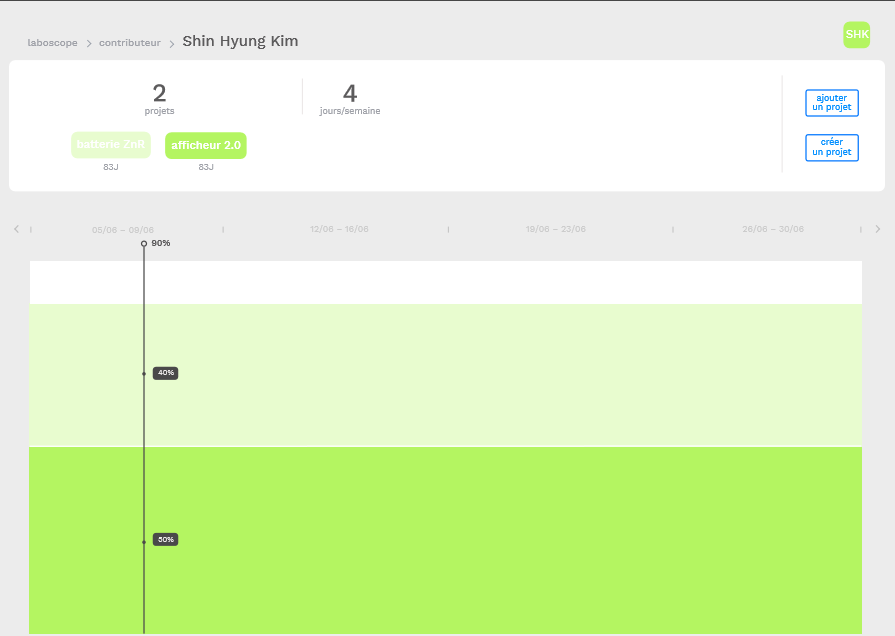 laboscope > contributeur > Shin Hyung Kim
SHK
2
projets
4
jours/semaine
ajouter
un projet
batterie ZnR
afficheur 2.0
83J
83J
créer
un projet
05/06 – 09/06
12/06 – 16/06
19/06 – 23/06
26/06 – 30/06
90%
40%
50%